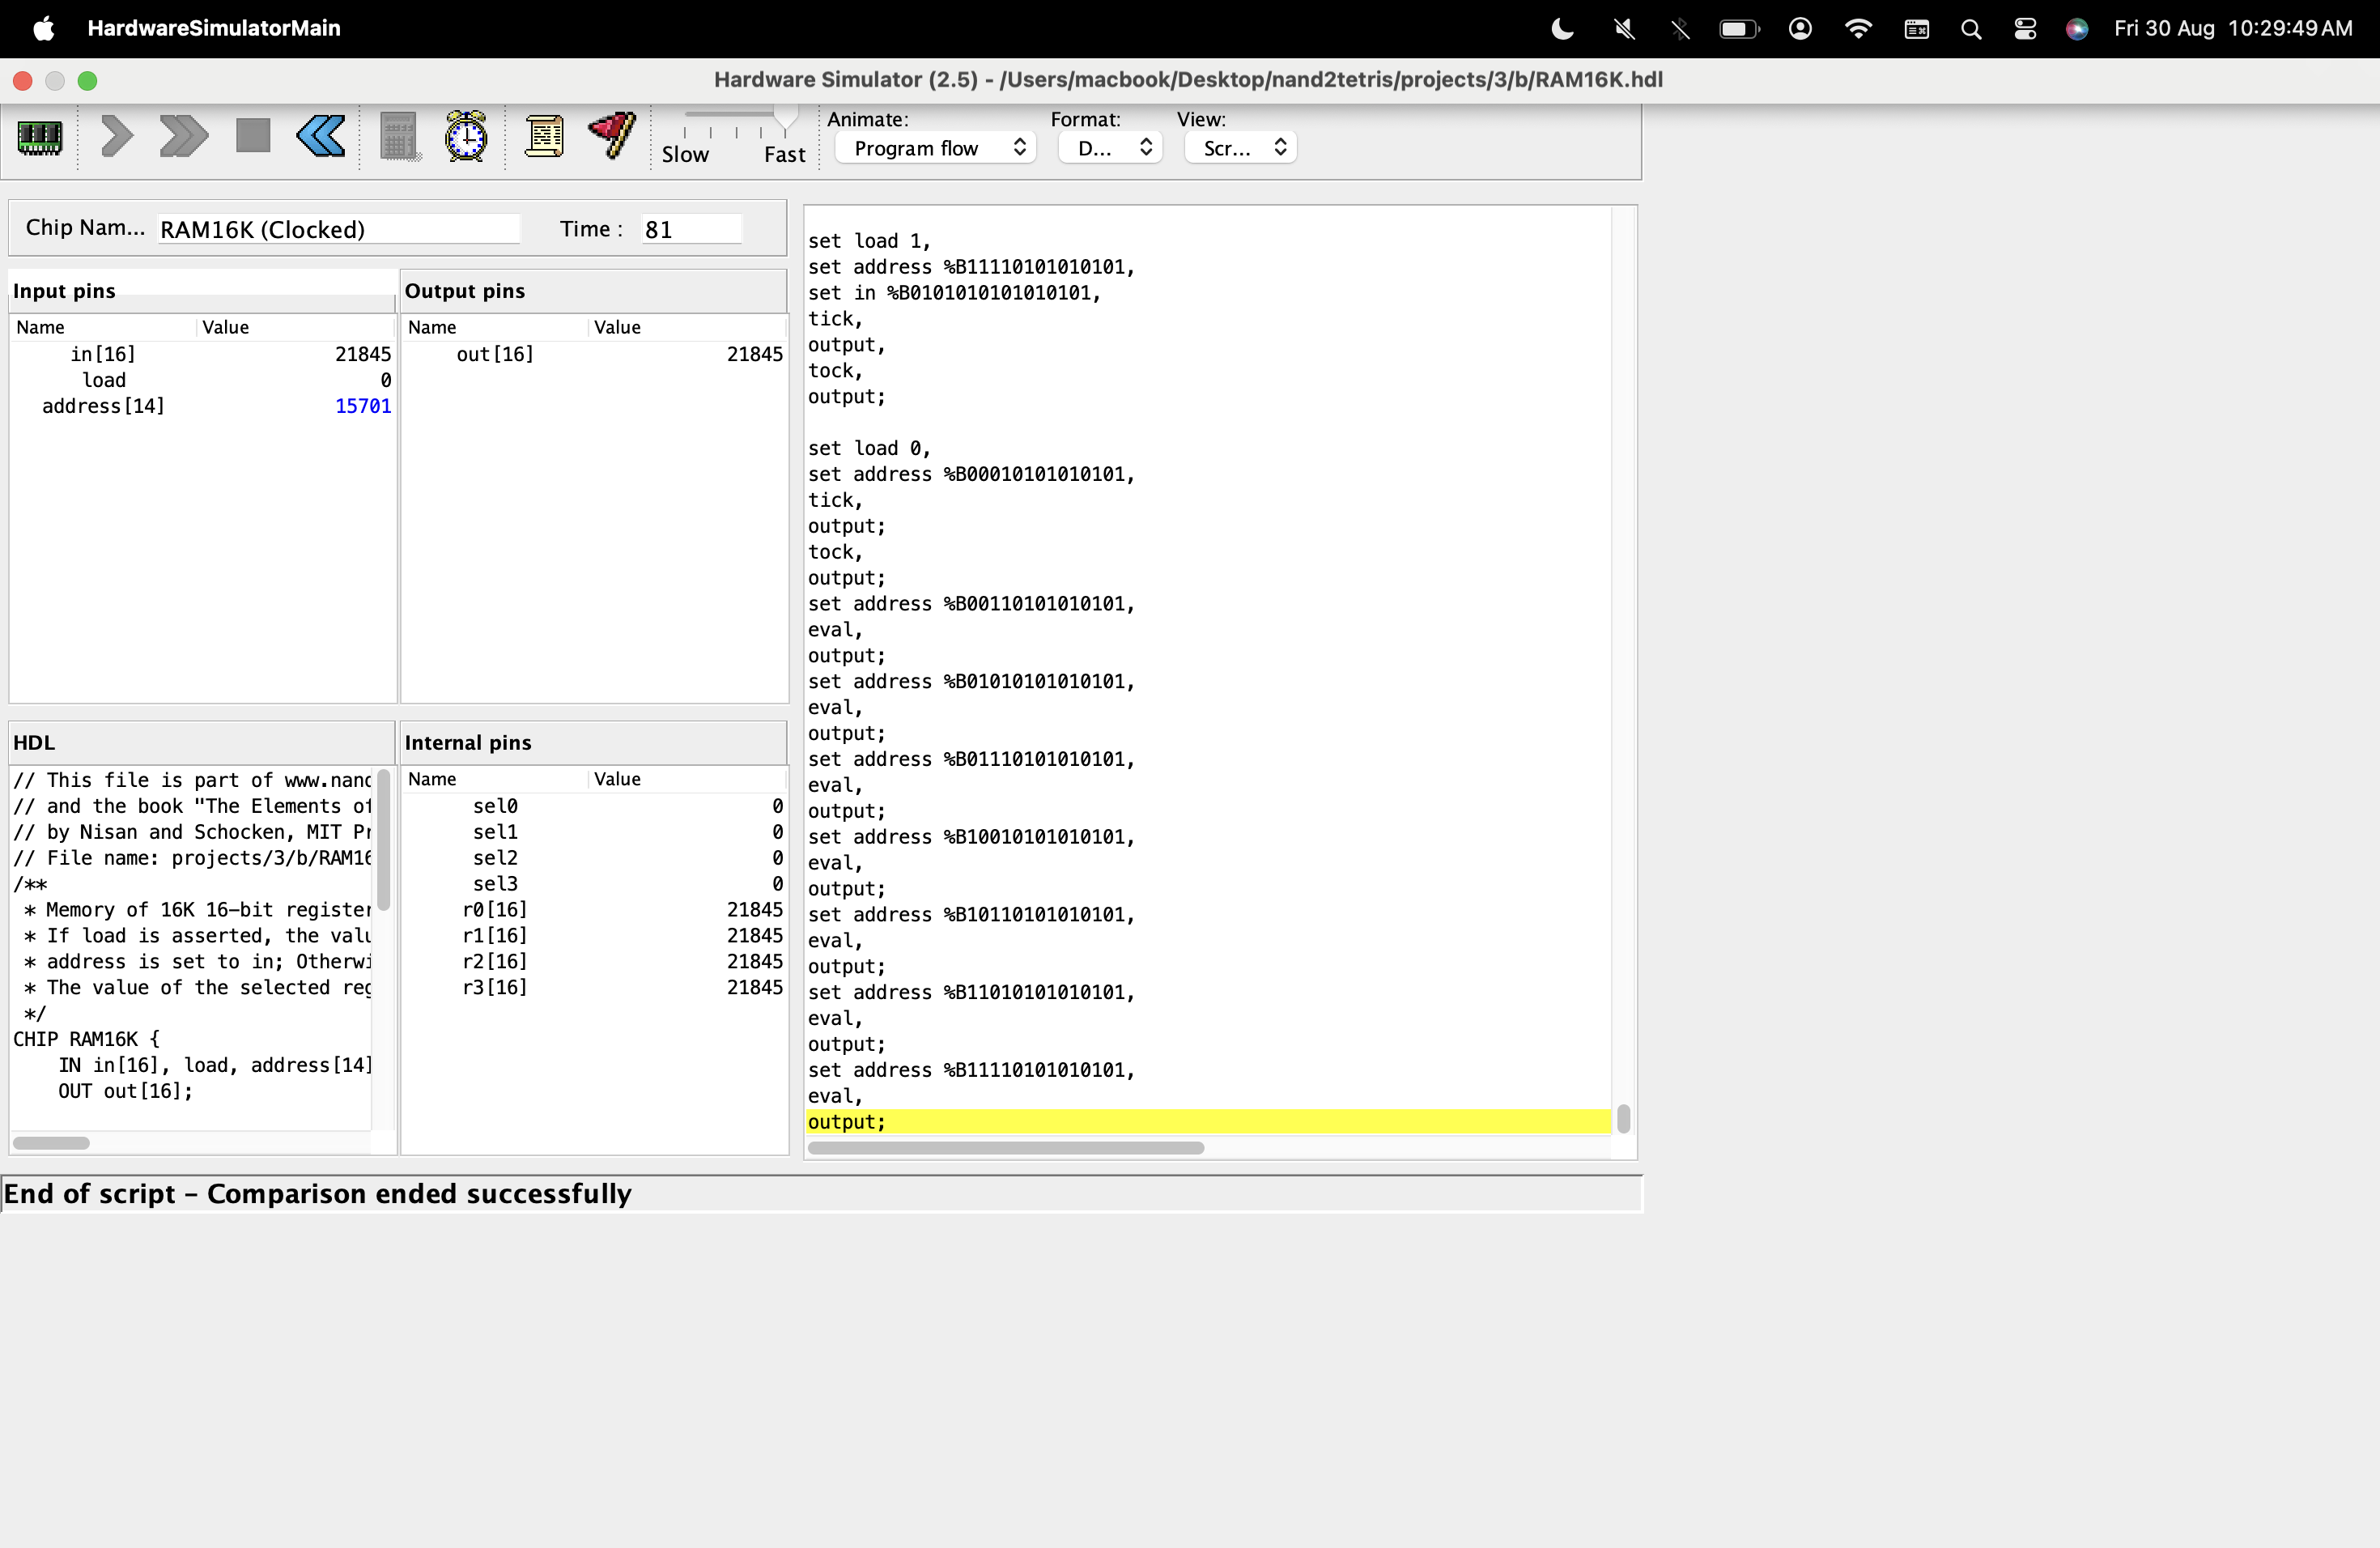 HardwareSimulatorMain
Fri 30 Aug 10:29:49 AM
Hardware Simulator (2.5) - /Users/macbook/Desktop/nand2tetris/projects/3/b/RAM16K.hdl
Slow Fast
Animate: Format: View:
Program flow D... Scr...
Chip Nam... RAM16K (Clocked) Time : 81
Input pins
Name Value
in[16] 21845
load 0
address[14] 15701
Output pins
Name Value
out[16] 21845
HDL
// This file is part of www.nand
// and the book "The Elements of
// by Nisan and Schocken, MIT Pr
// File name: projects/3/b/RAM16
/**
* Memory of 16K 16-bit register
* If load is asserted, the valu
* address is set to in; Otherwi
* The value of the selected reg
*/
CHIP RAM16K {
IN in[16], load, address[14]
OUT out[16];
Internal pins
Name Value
sel0 0
sel1 0
sel2 0
sel3 0
r0[16] 21845
r1[16] 21845
r2[16] 21845
r3[16] 21845
set load 1,
set address %B11110101010101,
set in %B0101010101010101,
tick,
output,
tock,
output;
set load 0,
set address %B00010101010101,
tick,
output;
tock,
output;
set address %B00110101010101,
eval,
output;
set address %B01010101010101,
eval,
output;
set address %B01110101010101,
eval,
output;
set address %B10010101010101,
eval,
output;
set address %B10110101010101,
eval,
output;
set address %B11010101010101,
eval,
output;
set address %B11110101010101,
eval,
output;
End of script – Comparison ended successfully